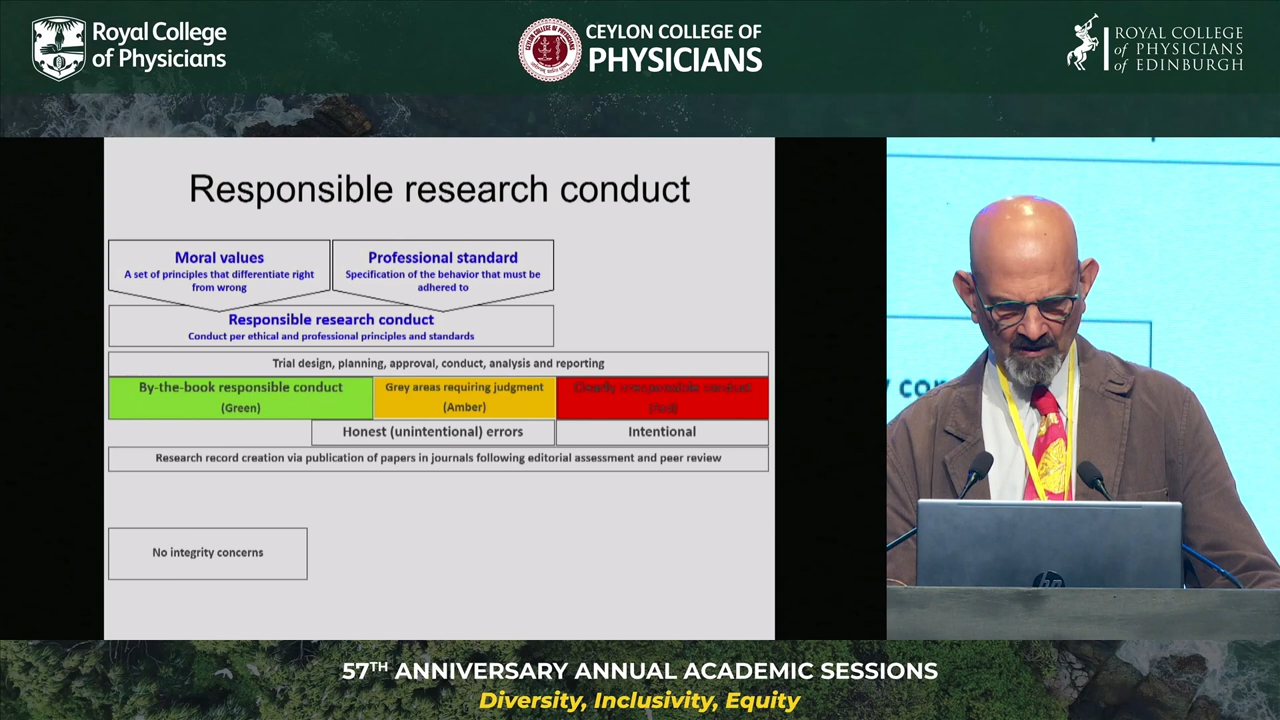 Royal College
of Physicians
CEYLON COLLEGE OF
PHYSICIANS
ROYAL COLLEGE
of PHYSICIANS
of EDINBURGH
Responsible research conduct
Moral values
A set of principles that differentiate right
from wrong
Professional standard
Specification of the behavior that must be
adhered to
Responsible research conduct
Conduct per ethical and professional principles and standards
Trial design, planning, approval, conduct, analysis and reporting
By-the-book responsible conduct
(Green)
Grey areas requiring judgment
(Amber)
Clearly irresponsible conduct
(Red)
Honest (unintentional) errors
Intentional
Research record creation via publication of papers in journals following editorial assessment and peer review
No integrity concerns
hp
57TH ANNIVERSARY ANNUAL ACADEMIC SESSIONS
Diversity, Inclusivity, Equity